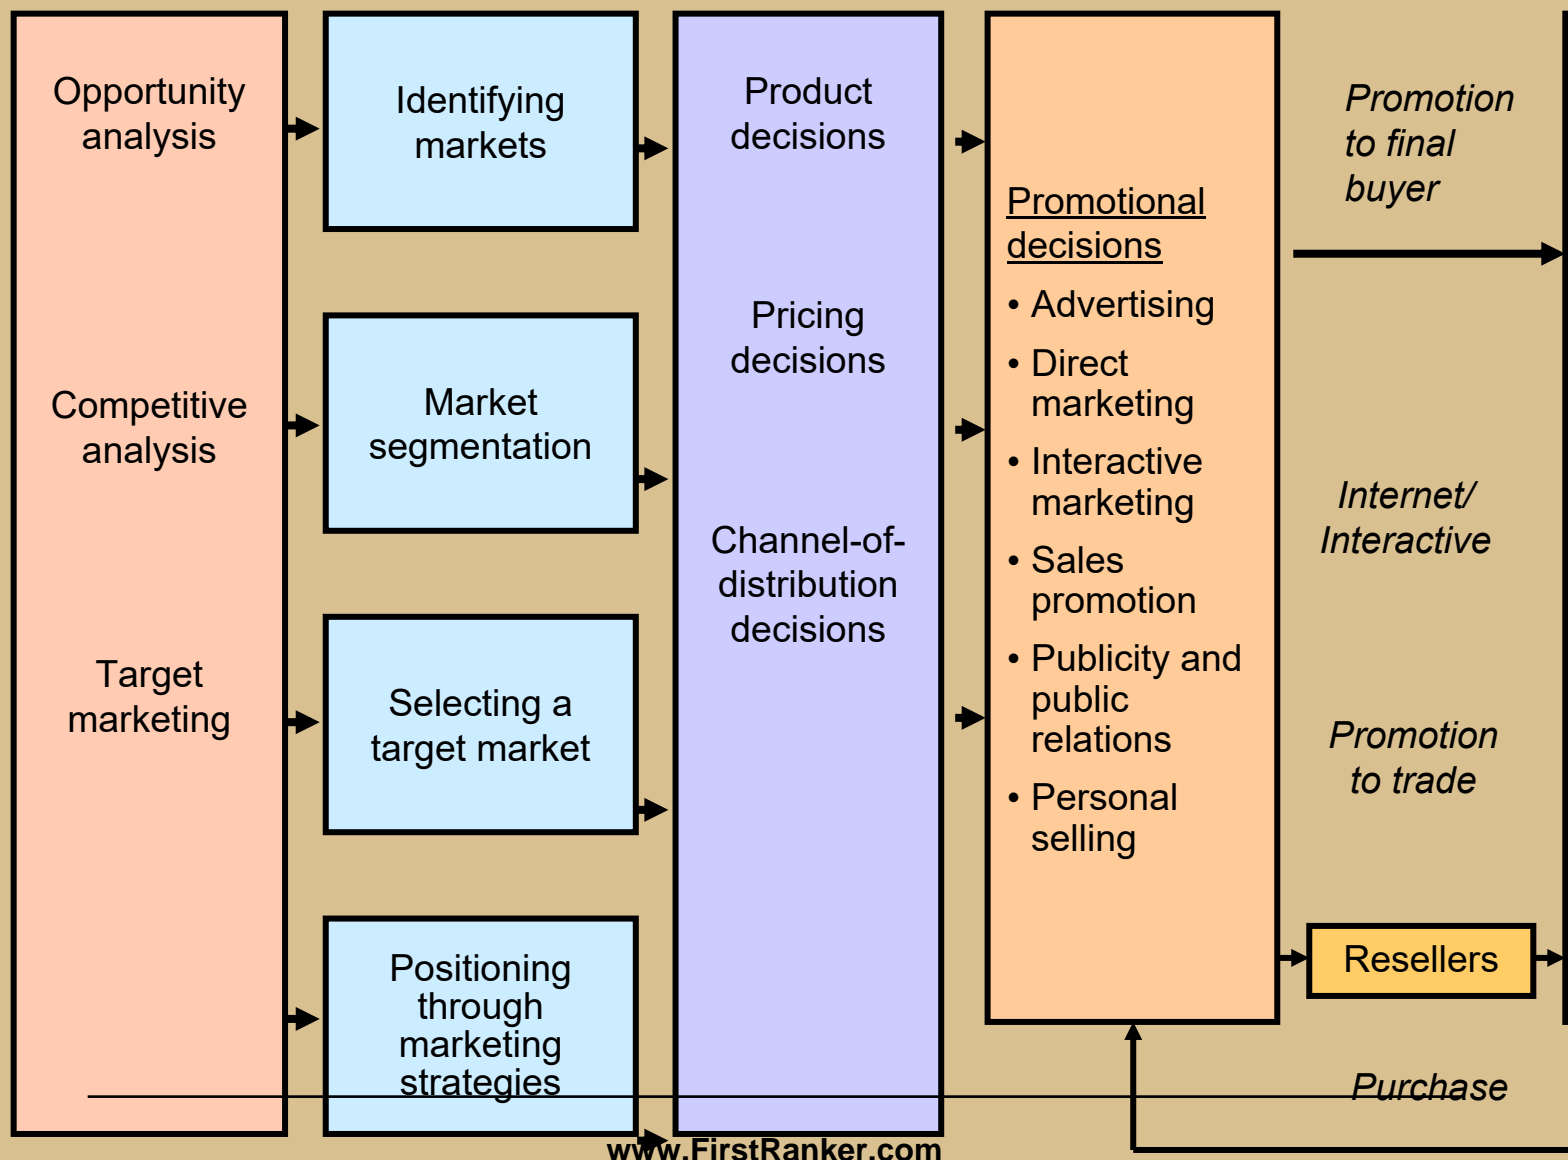 Opportunity
analysis
Competitive
analysis
Target
marketing
Identifying
markets
Market
segmentation
Selecting a
target market
Positioning
through
marketing
strategies
Product
decisions
Pricing
decisions
Channel-of-
distribution
decisions
Promotional
decisions
• Advertising
• Direct
marketing
• Interactive
marketing
• Sales
promotion
• Publicity and
public
relations
• Personal
selling
Promotion
to final
buyer
Internet/
Interactive
Promotion
to trade
Resellers
Purchase
www.FirstRanker.com